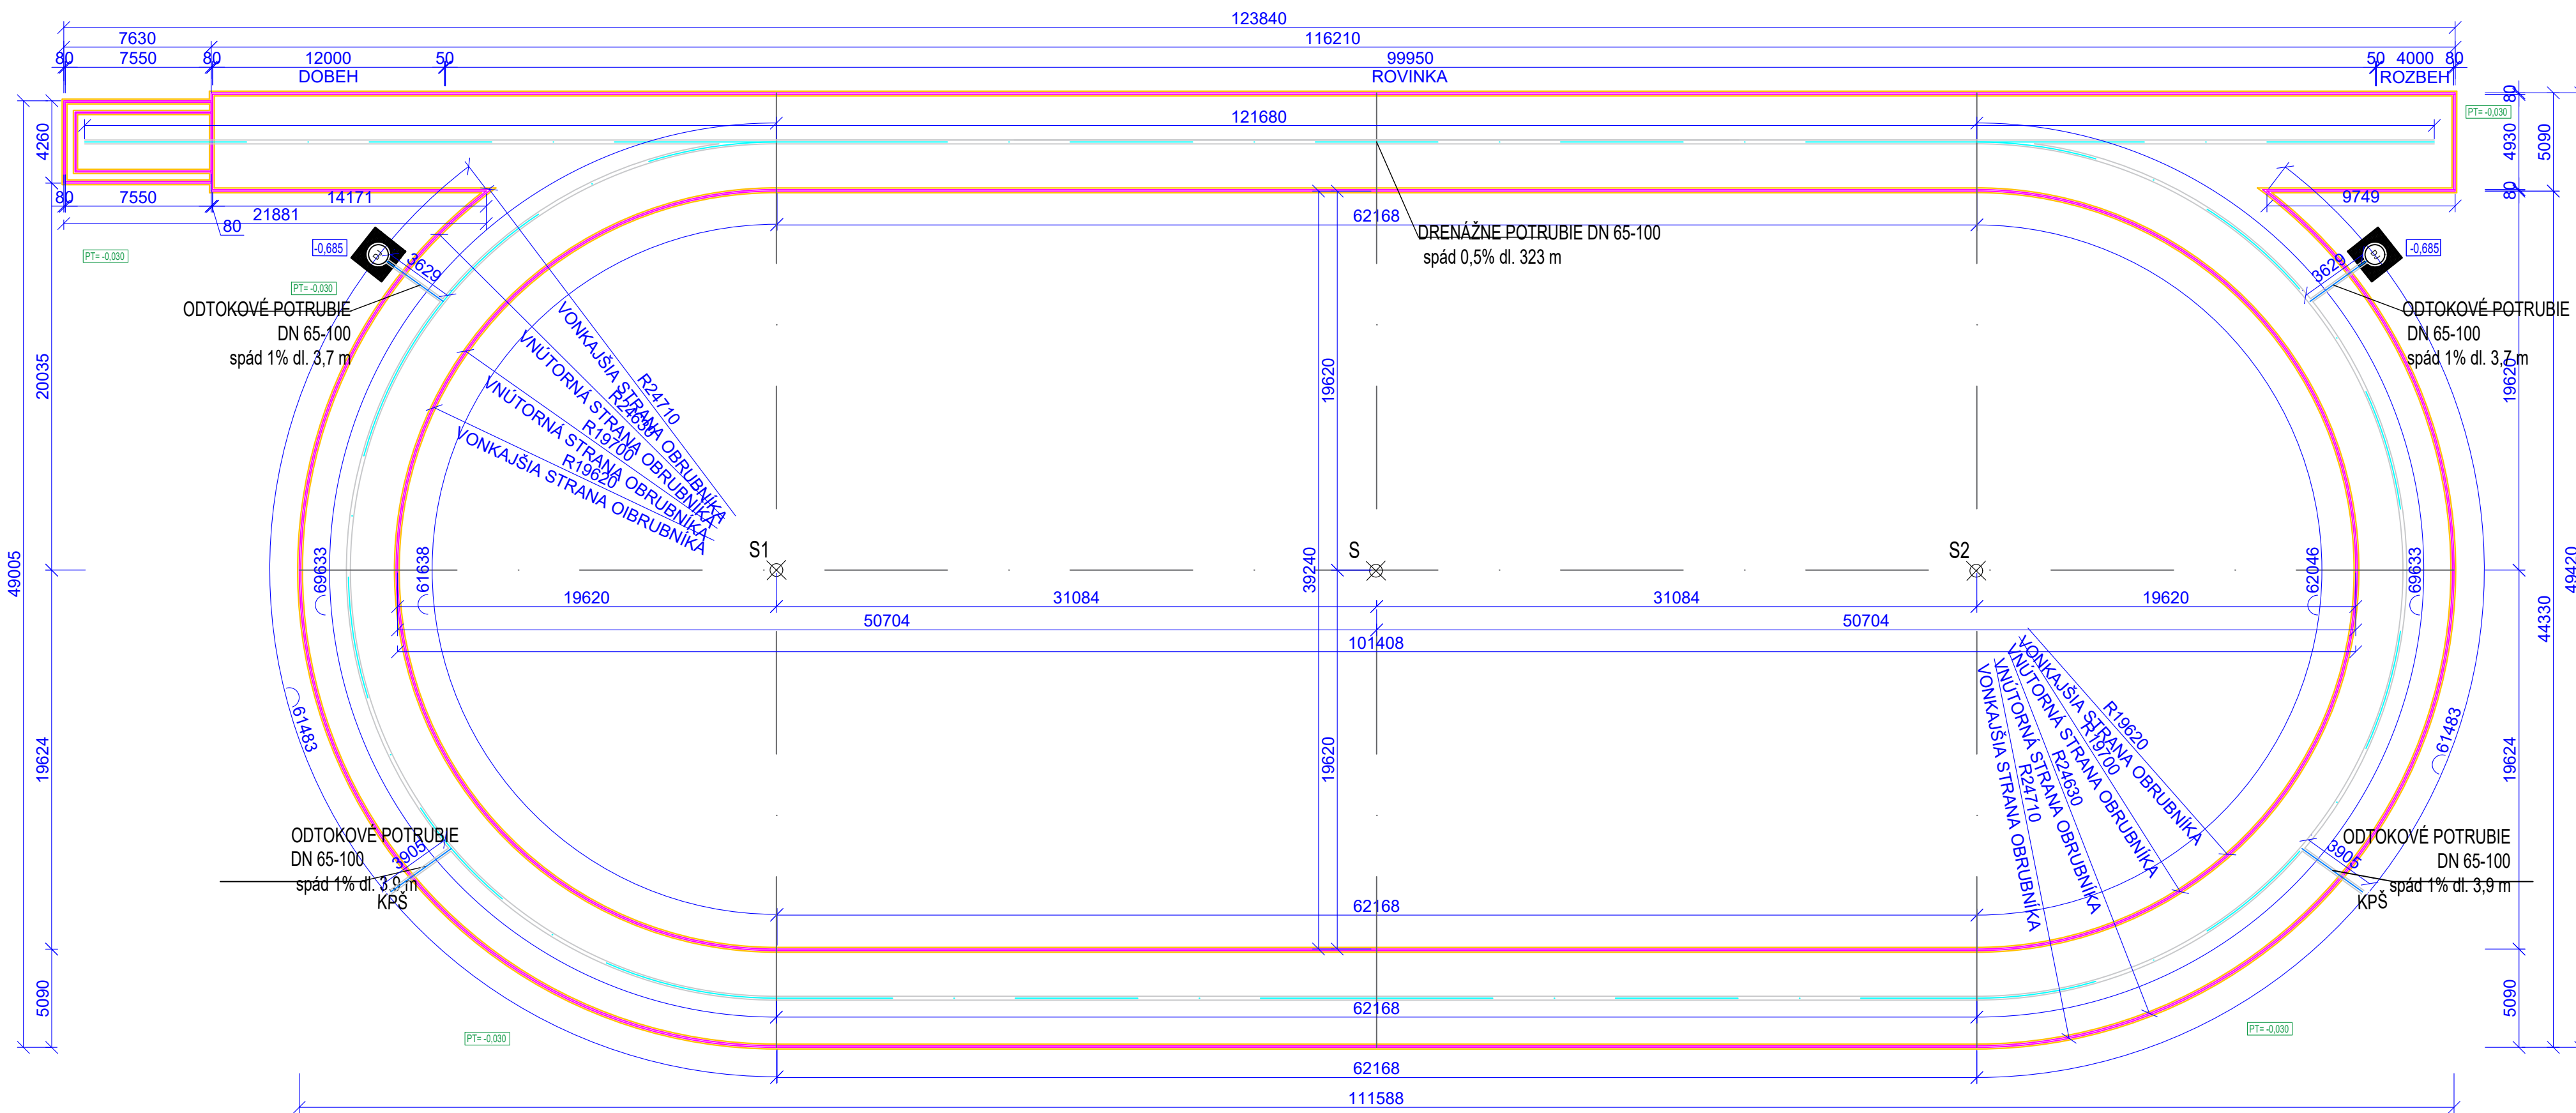 123840
7630
116210
80
7550
80
12000
50
99950
50
4000
80
DOBEH
ROVINKA
ROZBEH
121680
80
4930
80
5090
PT= -0,030
4260
80
7550
14171
21881
80
9749
62168
DRENÁŽNE POTRUBIE DN 65-100
spád 0,5% dl. 323 m
PT= -0,030
-0,685
3629
PT= -0,030
ODTOKOVÉ POTRUBIE
DN 65-100
spád 1% dl. 3,7 m
-0,685
3629
ODTOKOVÉ POTRUBIE
DN 65-100
spád 1% dl. 3,7 m
20035
19620
19620
R24710
VONKAJŠIA STRANA OBRUBNÍKA
R24630
VNÚTORNÁ STRANA OBRUBNÍKA
R19700
VNÚTORNÁ STRANA OBRUBNÍKA
R19620
VONKAJŠIA STRANA OIBRUBNÍKA
S1
S
S2
49005
69633
61638
39240
62046
69633
49420
44330
19620
31084
31084
19620
50704
50704
101408
61483
19624
19620
R19620
VONKAJŠIA STRANA OBRUBNÍKA
R19700
VNÚTORNÁ STRANA OBRUBNÍKA
R24630
VNÚTORNÁ STRANA OBRUBNÍKA
R24710
VONKAJŠIA STRANA OBRUBNÍKA
61483
19624
ODTOKOVÉ POTRUBIE
DN 65-100
spád 1% dl. 3,9 m
3905
KPŠ
ODTOKOVÉ POTRUBIE
DN 65-100
spád 1% dl. 3,9 m
3905
KPŠ
62168
5090
62168
5090
PT= -0,030
PT= -0,030
62168
111588